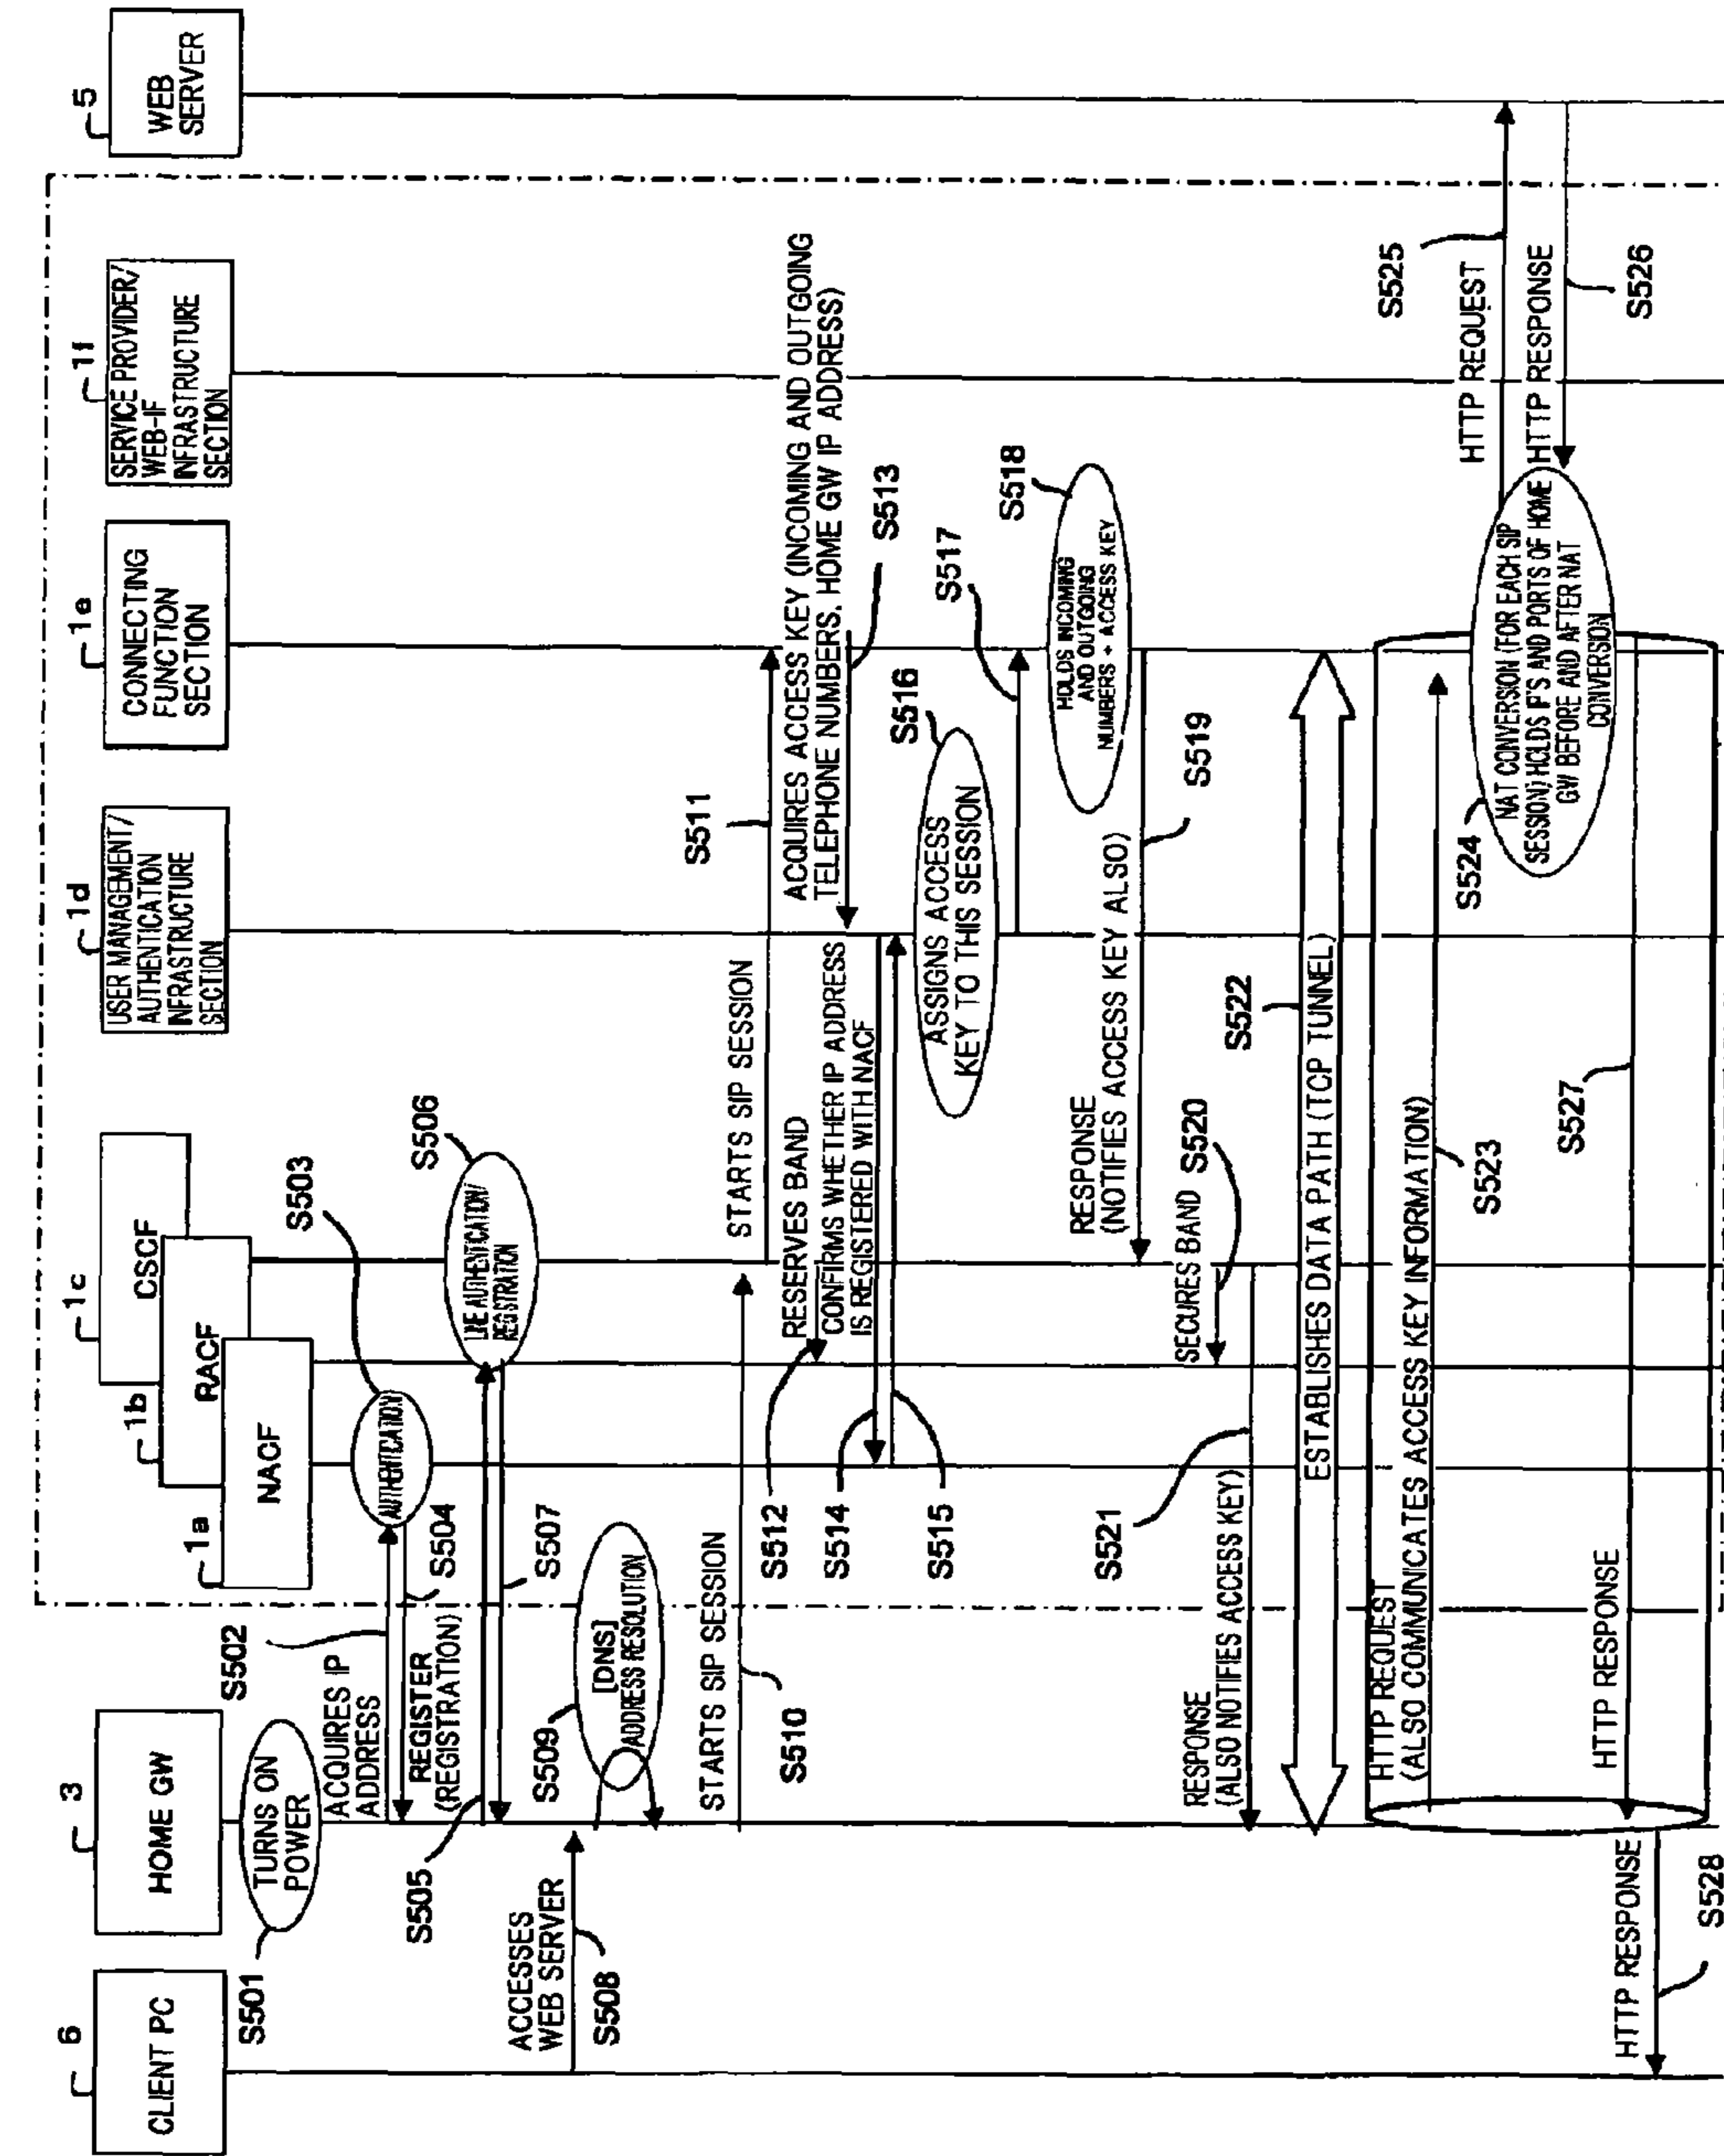 6
CLIENT PC
3
HOME GW
1a
NACF
1b
RACF
1c
CSCF
1d
USER MANAGEMENT/
AUTHENTICATION
INFRASTRUCTURE
SECTION
1e
CONNECTING
FUNCTION
SECTION
1f
SERVICE PROVIDER/
WEB-IF
INFRASTRUCTURE
SECTION
5
WEB
SERVER
S501
TURNS ON
POWER
S502
ACQUIRES IP
ADDRESS
S503
AUTHENTICATION
S504
REGISTER
(REGISTRATION)
S505
S506
LINE AUTHENTICATION/
REGISTRATION
S507
ACCESSES
WEB SERVER
S508
S509
[DNS]
ADDRESS RESOLUTION
STARTS SIP SESSION
S510
STARTS SIP SESSION
S511
RESERVES BAND
S512
ACQUIRES ACCESS KEY (INCOMING AND OUTGOING
TELEPHONE NUMBERS, HOME GW IP ADDRESS)
S513
CONFIRMS WHETHER IP ADDRESS
IS REGISTERED WITH NACF
S514
S515
S516
ASSIGNS ACCESS
KEY TO THIS SESSION
S517
S518
HOLDS INCOMING
AND OUTGOING
NUMBERS + ACCESS KEY
RESPONSE
(NOTIFIES ACCESS KEY ALSO)
S519
SECURES BAND
S520
RESPONSE
(ALSO NOTIFIES ACCESS KEY)
S521
S522
ESTABLISHES DATA PATH (TCP TUNNEL)
HTTP REQUEST
(ALSO COMMUNICATES ACCESS KEY INFORMATION)
S523
S524
NAT CONVERSION (FOR EACH SIP
SESSION) HOLDS IP'S AND PORTS OF HOME
GW BEFORE AND AFTER NAT
CONVERSION
HTTP REQUEST
S525
HTTP RESPONSE
S526
HTTP RESPONSE
S527
HTTP RESPONSE
S528